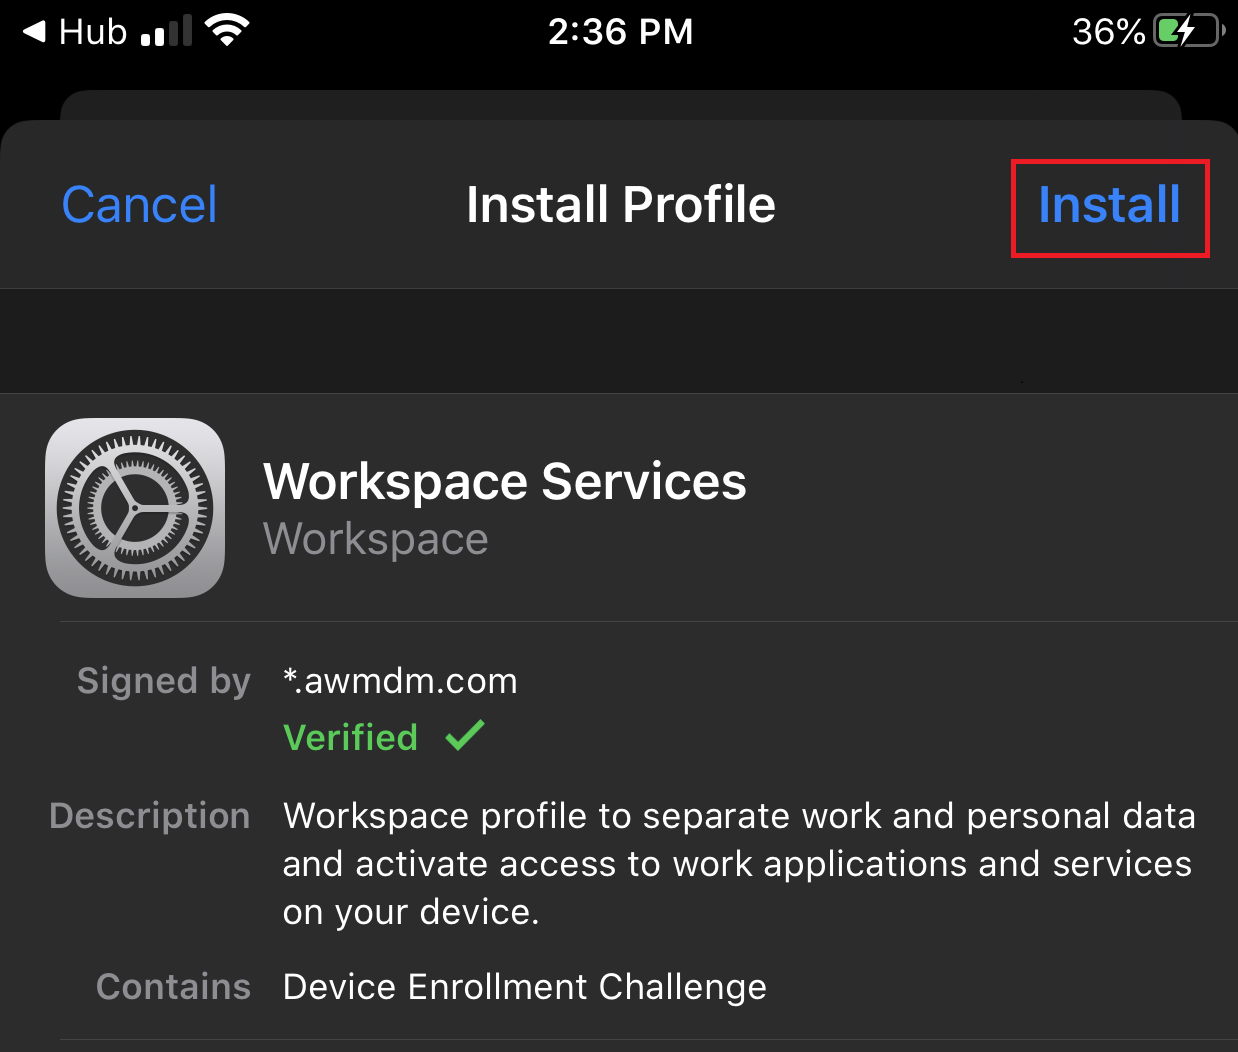 Hub 2:36 PM 36%
Cancel Install Profile Install
Workspace Services
Workspace
Signed by *.awmdm.com
Verified
Description Workspace profile to separate work and personal data
and activate access to work applications and services
on your device.
Contains Device Enrollment Challenge